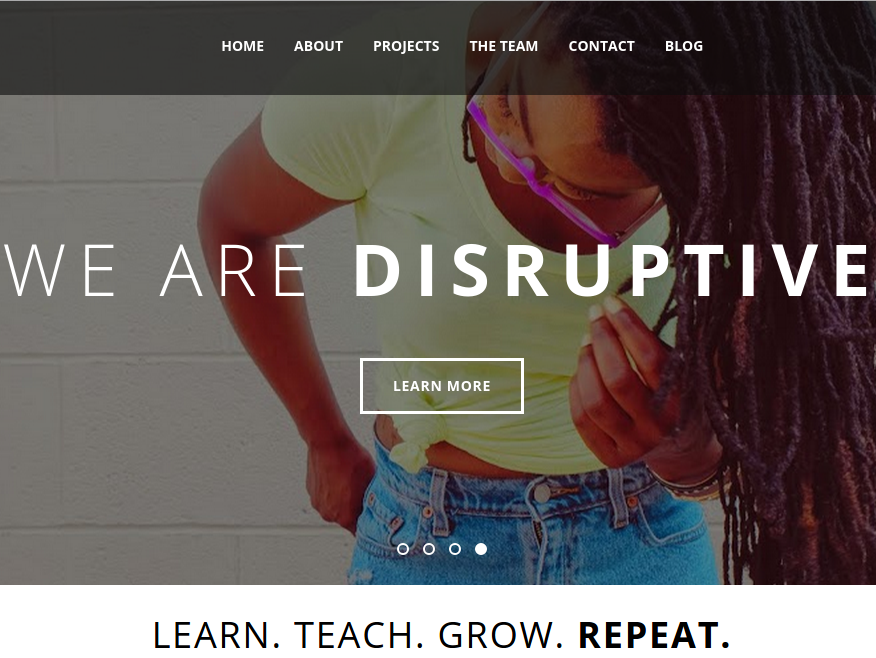 HOME ABOUT PROJECTS THE TEAM CONTACT BLOG
WE ARE DISRUPTIVE
LEARN MORE
LEARN. TEACH. GROW. REPEAT.